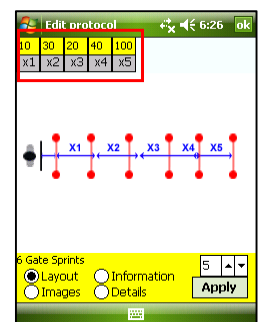 Edit protocol 6:26 ok
10 30 20 40 100
x1 x2 x3 x4 x5
X1 X2 X3 X4 X5
6 Gate Sprints
Layout Information 5
Images Details Apply